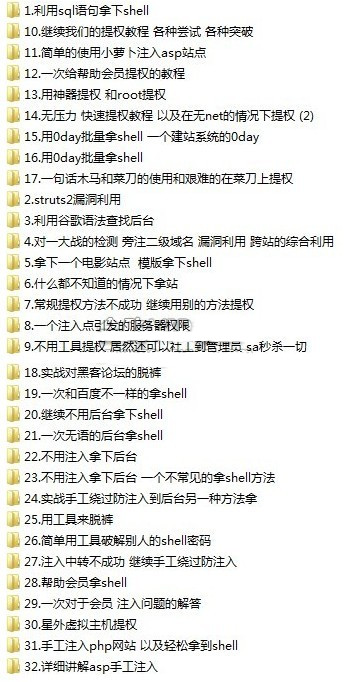 1.利用sql语句拿下shell
10.继续我们的提权教程 各种尝试 各种突破
11.简单的使用小萝卜注入asp站点
12.一次给帮助会员提权的教程
13.用神器提权 和root提权
14.无压力 快速提权教程 以及在无net的情况下提权 (2)
15.用0day批量拿shell 一个建站系统的0day
16.用0day批量拿shell
17.一句话木马和菜刀的使用和艰难的在菜刀上提权
2.struts2漏洞利用
3.利用谷歌语法查找后台
4.对一大战的检测 旁注二级域名 漏洞利用 跨站的综合利用
5.拿下一个电影站点  模版拿下shell
6.什么都不知道的情况下拿站
7.常规提权方法不成功 继续用别的方法提权
8.一个注入点引发的服务器权限
9.不用工具提权 居然还可以社工到管理员 sa秒杀一切
18.实战对黑客论坛的脱裤
19.一次和百度不一样的拿shell
20.继续不用后台拿下shell
21.一次无语的后台拿shell
22.不用注入拿下后台
23.不用注入拿下后台 一个不常见的拿shell方法
24.实战手工绕过防注入到后台另一种方法拿
25.用工具来脱裤
26.简单用工具破解别人的shell密码
27.注入中转不成功 继续手工绕过防注入
28.帮助会员拿shell
29.一次对于会员 注入问题的解答
30.星外虚拟主机提权
31.手工注入php网站 以及轻松拿到shell
32.详细讲解asp手工注入